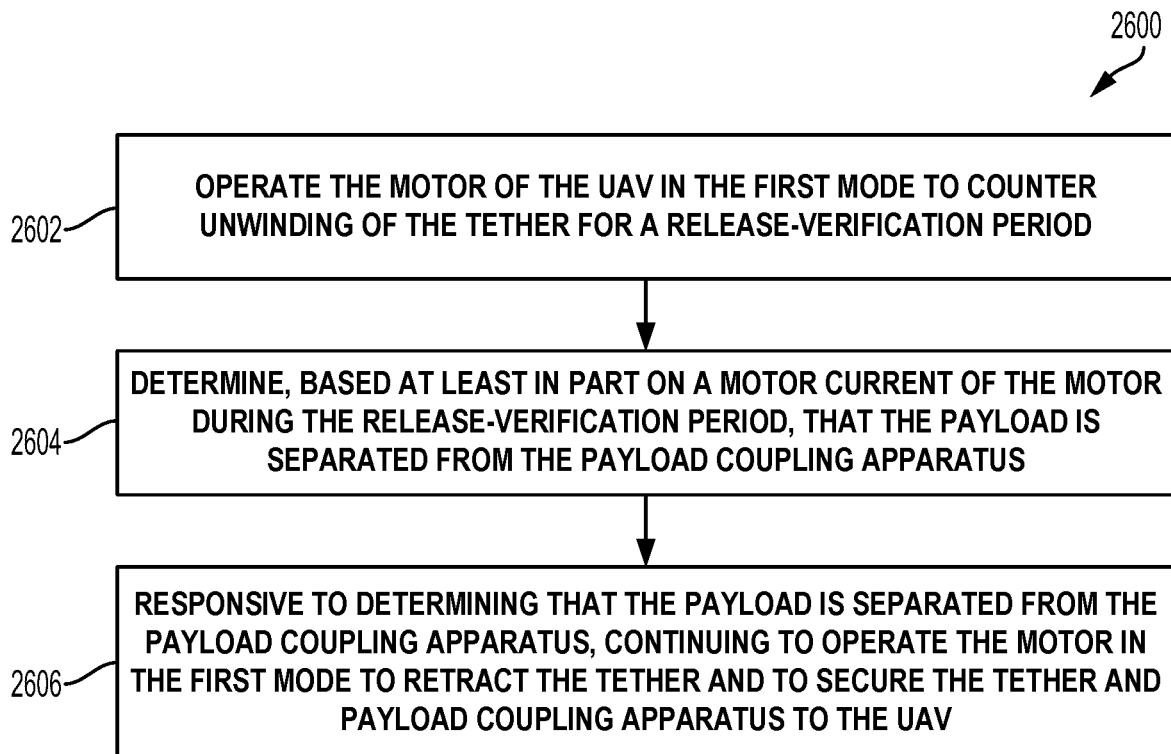 2600
OPERATE THE MOTOR OF THE UAV IN THE FIRST MODE TO COUNTER
UNWINDING OF THE TETHER FOR A RELEASE-VERIFICATION PERIOD
2602
DETERMINE, BASED AT LEAST IN PART ON A MOTOR CURRENT OF THE MOTOR
DURING THE RELEASE-VERIFICATION PERIOD, THAT THE PAYLOAD IS
SEPARATED FROM THE PAYLOAD COUPLING APPARATUS
2604
RESPONSIVE TO DETERMINING THAT THE PAYLOAD IS SEPARATED FROM THE
PAYLOAD COUPLING APPARATUS, CONTINUING TO OPERATE THE MOTOR IN
THE FIRST MODE TO RETRACT THE TETHER AND TO SECURE THE TETHER AND
PAYLOAD COUPLING APPARATUS TO THE UAV
2606